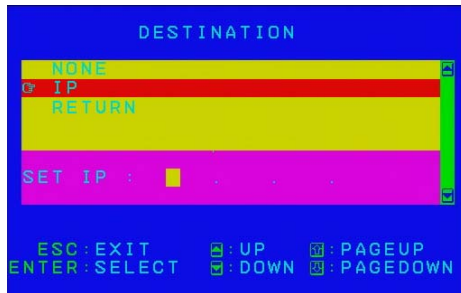 DESTINATION
NONE
IP
RETURN
SET IP : . . .
ESC:EXIT :UP :PAGEUP
ENTER:SELECT :DOWN :PAGEDOWN